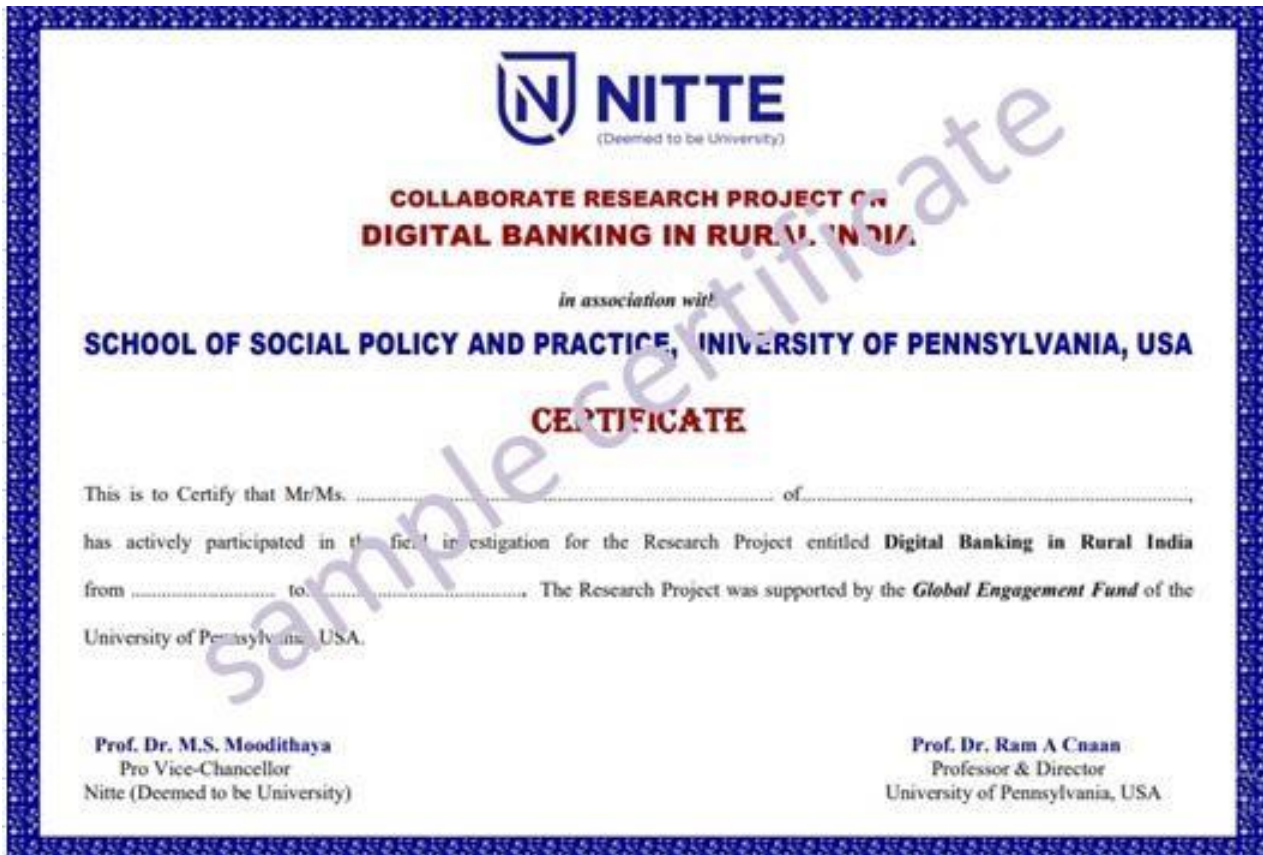 N NITTE
(Deemed to be University)
COLLABORATE RESEARCH PROJECT ON
DIGITAL BANKING IN RURAL INDIA
in association with
SCHOOL OF SOCIAL POLICY AND PRACTICE, UNIVERSITY OF PENNSYLVANIA, USA
CERTIFICATE
sample certificate
This is to Certify that Mr/Ms. .................... of....................,
has actively participated in the field investigation for the Research Project entitled Digital Banking in Rural India
from .................... to.................... The Research Project was supported by the Global Engagement Fund of the
University of Pennsylvania, USA.
Prof. Dr. M.S. Moodithaya
Pro Vice-Chancellor
Nitte (Deemed to be University)
Prof. Dr. Ram A Cnaan
Professor & Director
University of Pennsylvania, USA